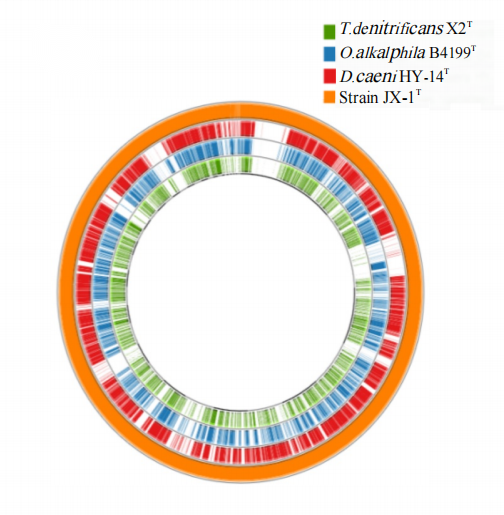 T.denitrificans X2ᵀ
O.alkalphila B4199ᵀ
D.caeni HY-14ᵀ
Strain JX-1ᵀ